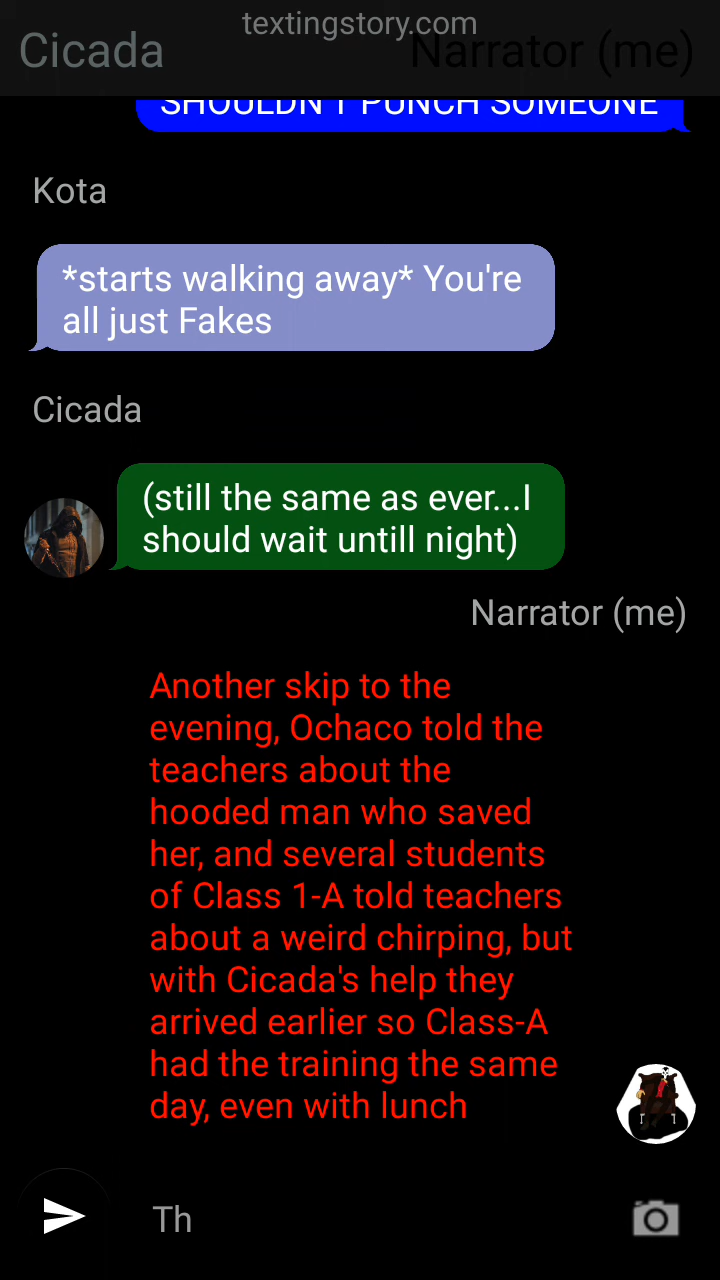 textingstory.com
Cicada
Narrator (me)
SHOULDN'T PUNCH SOMEONE
Kota
*starts walking away* You're
all just Fakes
Cicada
(still the same as ever...I
should wait untill night)
Narrator (me)
Another skip to the
evening, Ochaco told the
teachers about the
hooded man who saved
her, and several students
of Class 1-A told teachers
about a weird chirping, but
with Cicada's help they
arrived earlier so Class-A
had the training the same
day, even with lunch
Th